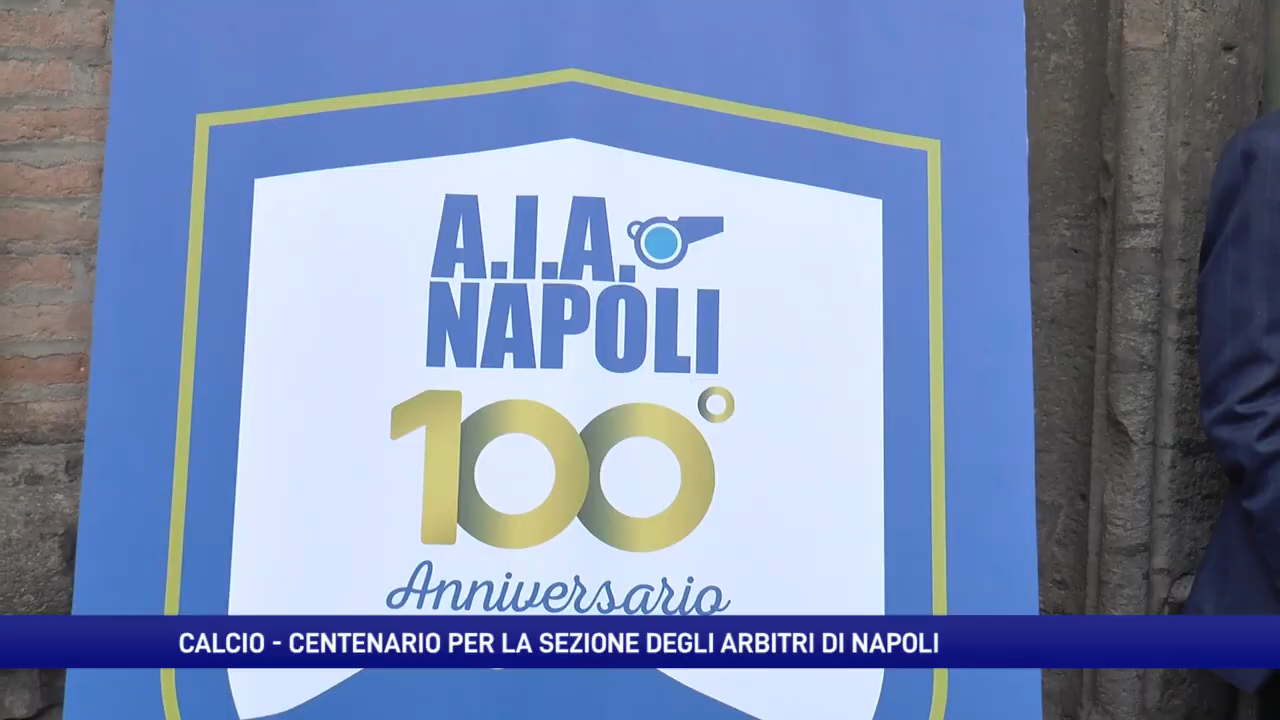 A.I.A.
NAPOLI
100°
Anniversario
CALCIO - CENTENARIO PER LA SEZIONE DEGLI ARBITRI DI NAPOLI